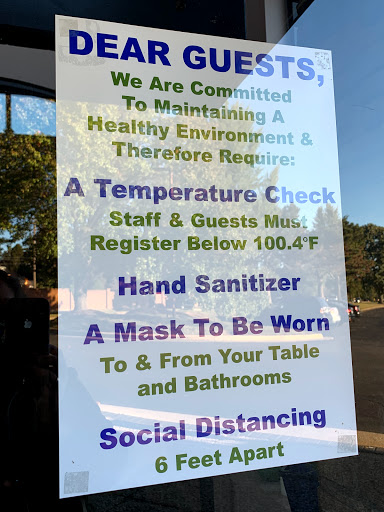 DEAR GUESTS,
We Are Committed
To Maintaining A
Healthy Environment &
Therefore Require:
A Temperature Check
Staff & Guests Must
Register Below 100.4°F
Hand Sanitizer
A Mask To Be Worn
To & From Your Table
and Bathrooms
Social Distancing
6 Feet Apart